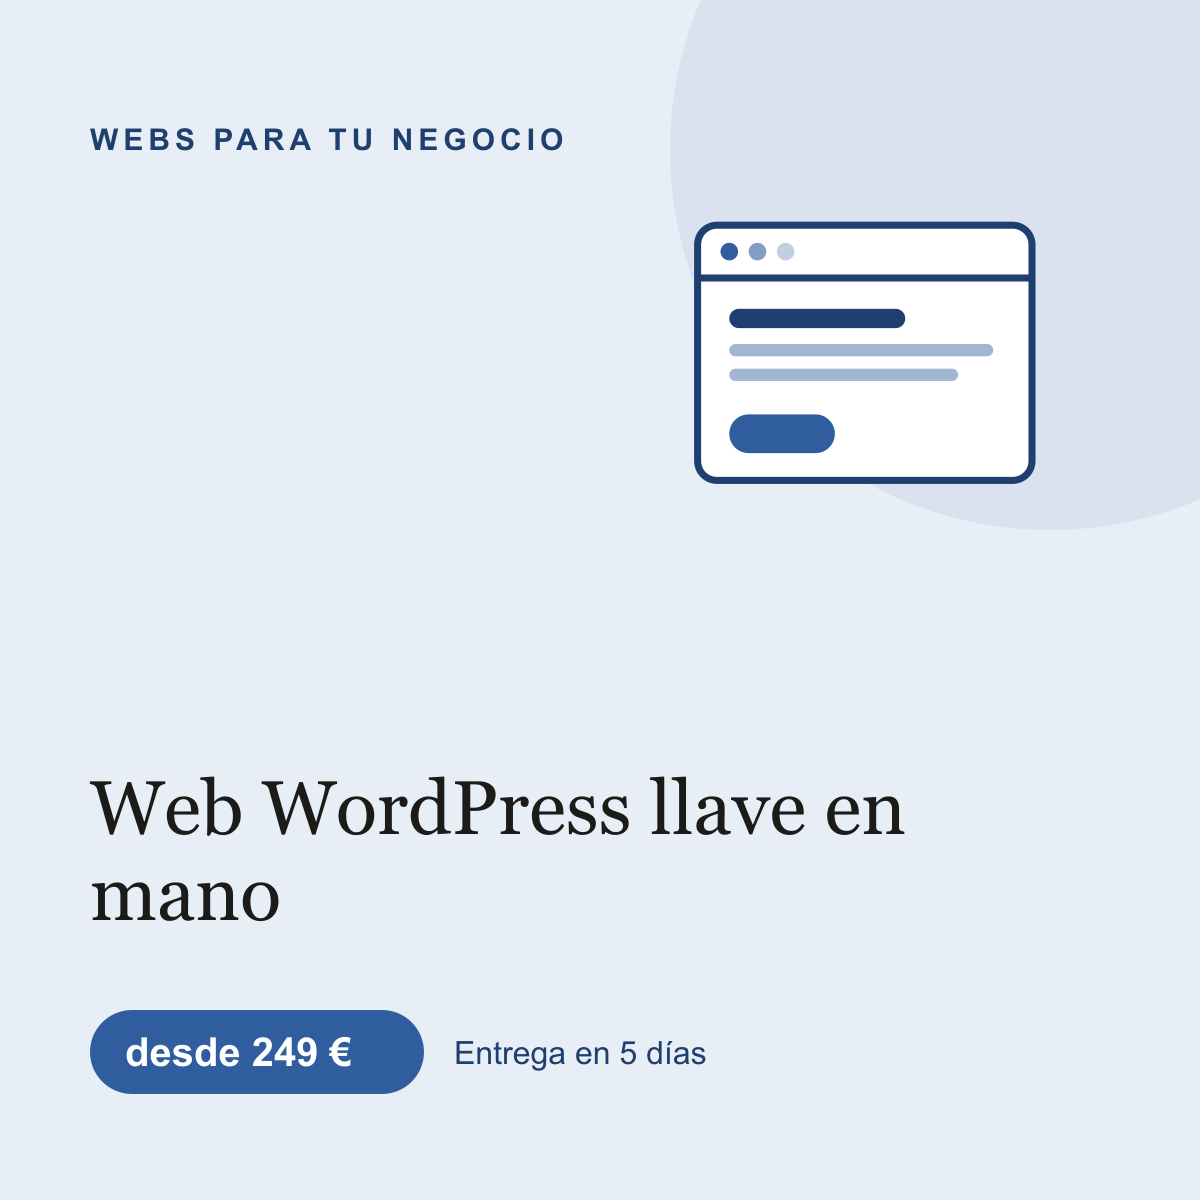 WEBS PARA TU NEGOCIO
Web WordPress llave en
mano
desde 249 €
Entrega en 5 días